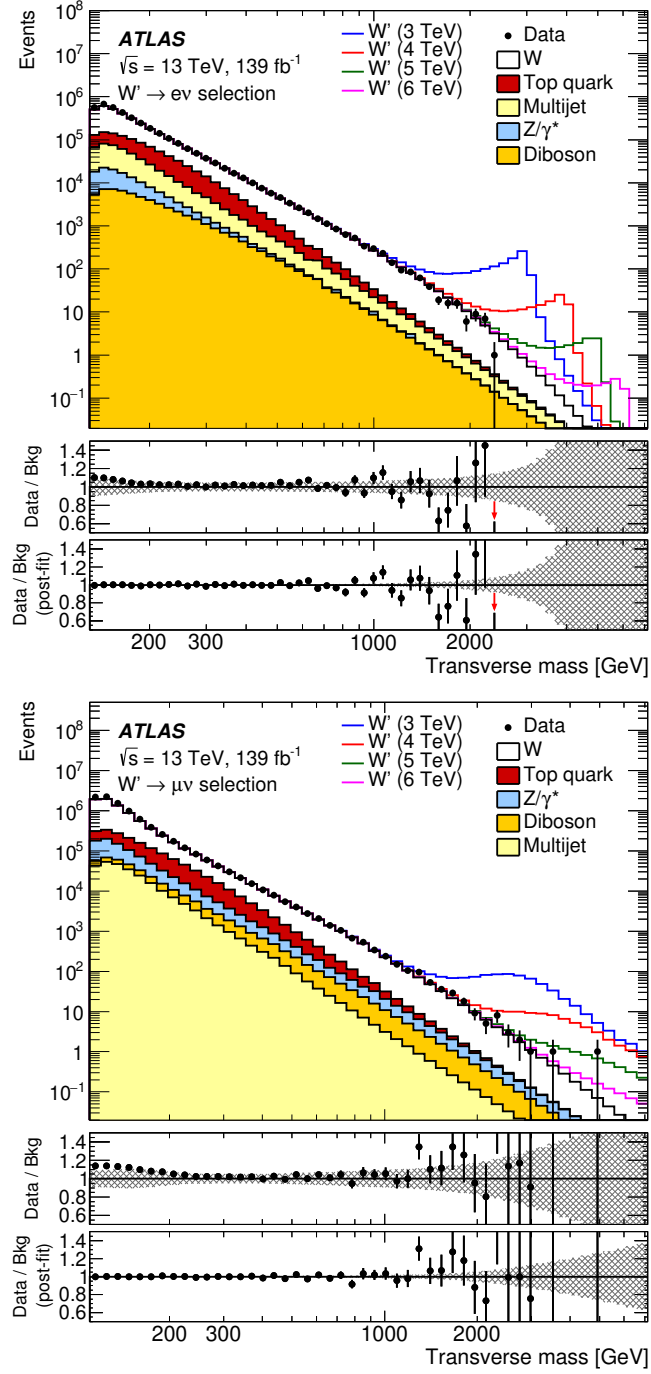 Events
10⁸
10⁷
10⁶
10⁵
10⁴
10³
10²
10
1
10⁻¹
ATLAS
√s = 13 TeV, 139 fb⁻¹
W' → eν selection
W' (3 TeV)
W' (4 TeV)
W' (5 TeV)
W' (6 TeV)
Data
W
Top quark
Multijet
Z/γ*
Diboson
Data / Bkg
1.4
1.2
1
0.8
0.6
Data / Bkg
(post-fit)
1.4
1.2
1
0.8
0.6
200 300 1000 2000
Transverse mass [GeV]
Events
10⁸
10⁷
10⁶
10⁵
10⁴
10³
10²
10
1
10⁻¹
ATLAS
√s = 13 TeV, 139 fb⁻¹
W' → μν selection
W' (3 TeV)
W' (4 TeV)
W' (5 TeV)
W' (6 TeV)
Data
W
Top quark
Z/γ*
Diboson
Multijet
Data / Bkg
1.4
1.2
1
0.8
0.6
Data / Bkg
(post-fit)
1.4
1.2
1
0.8
0.6
200 300 1000 2000
Transverse mass [GeV]